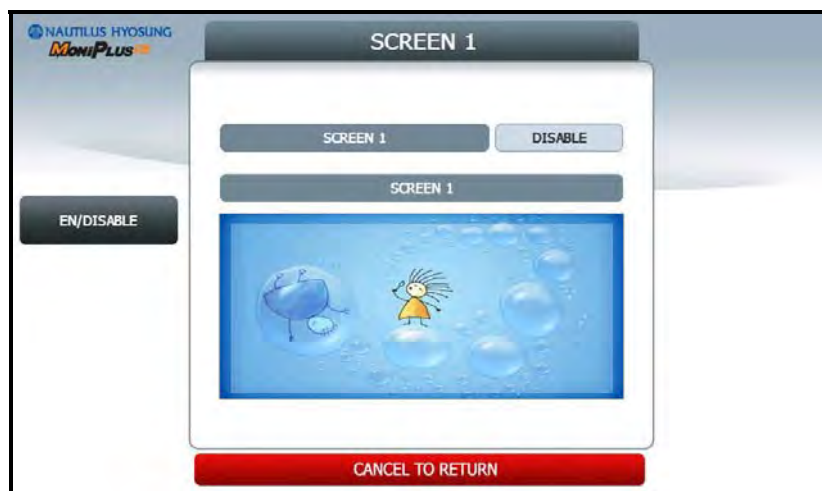 NAUTILUS HYOSUNG
MONIPLUS
SCREEN 1
SCREEN 1
DISABLE
SCREEN 1
EN/DISABLE
CANCEL TO RETURN